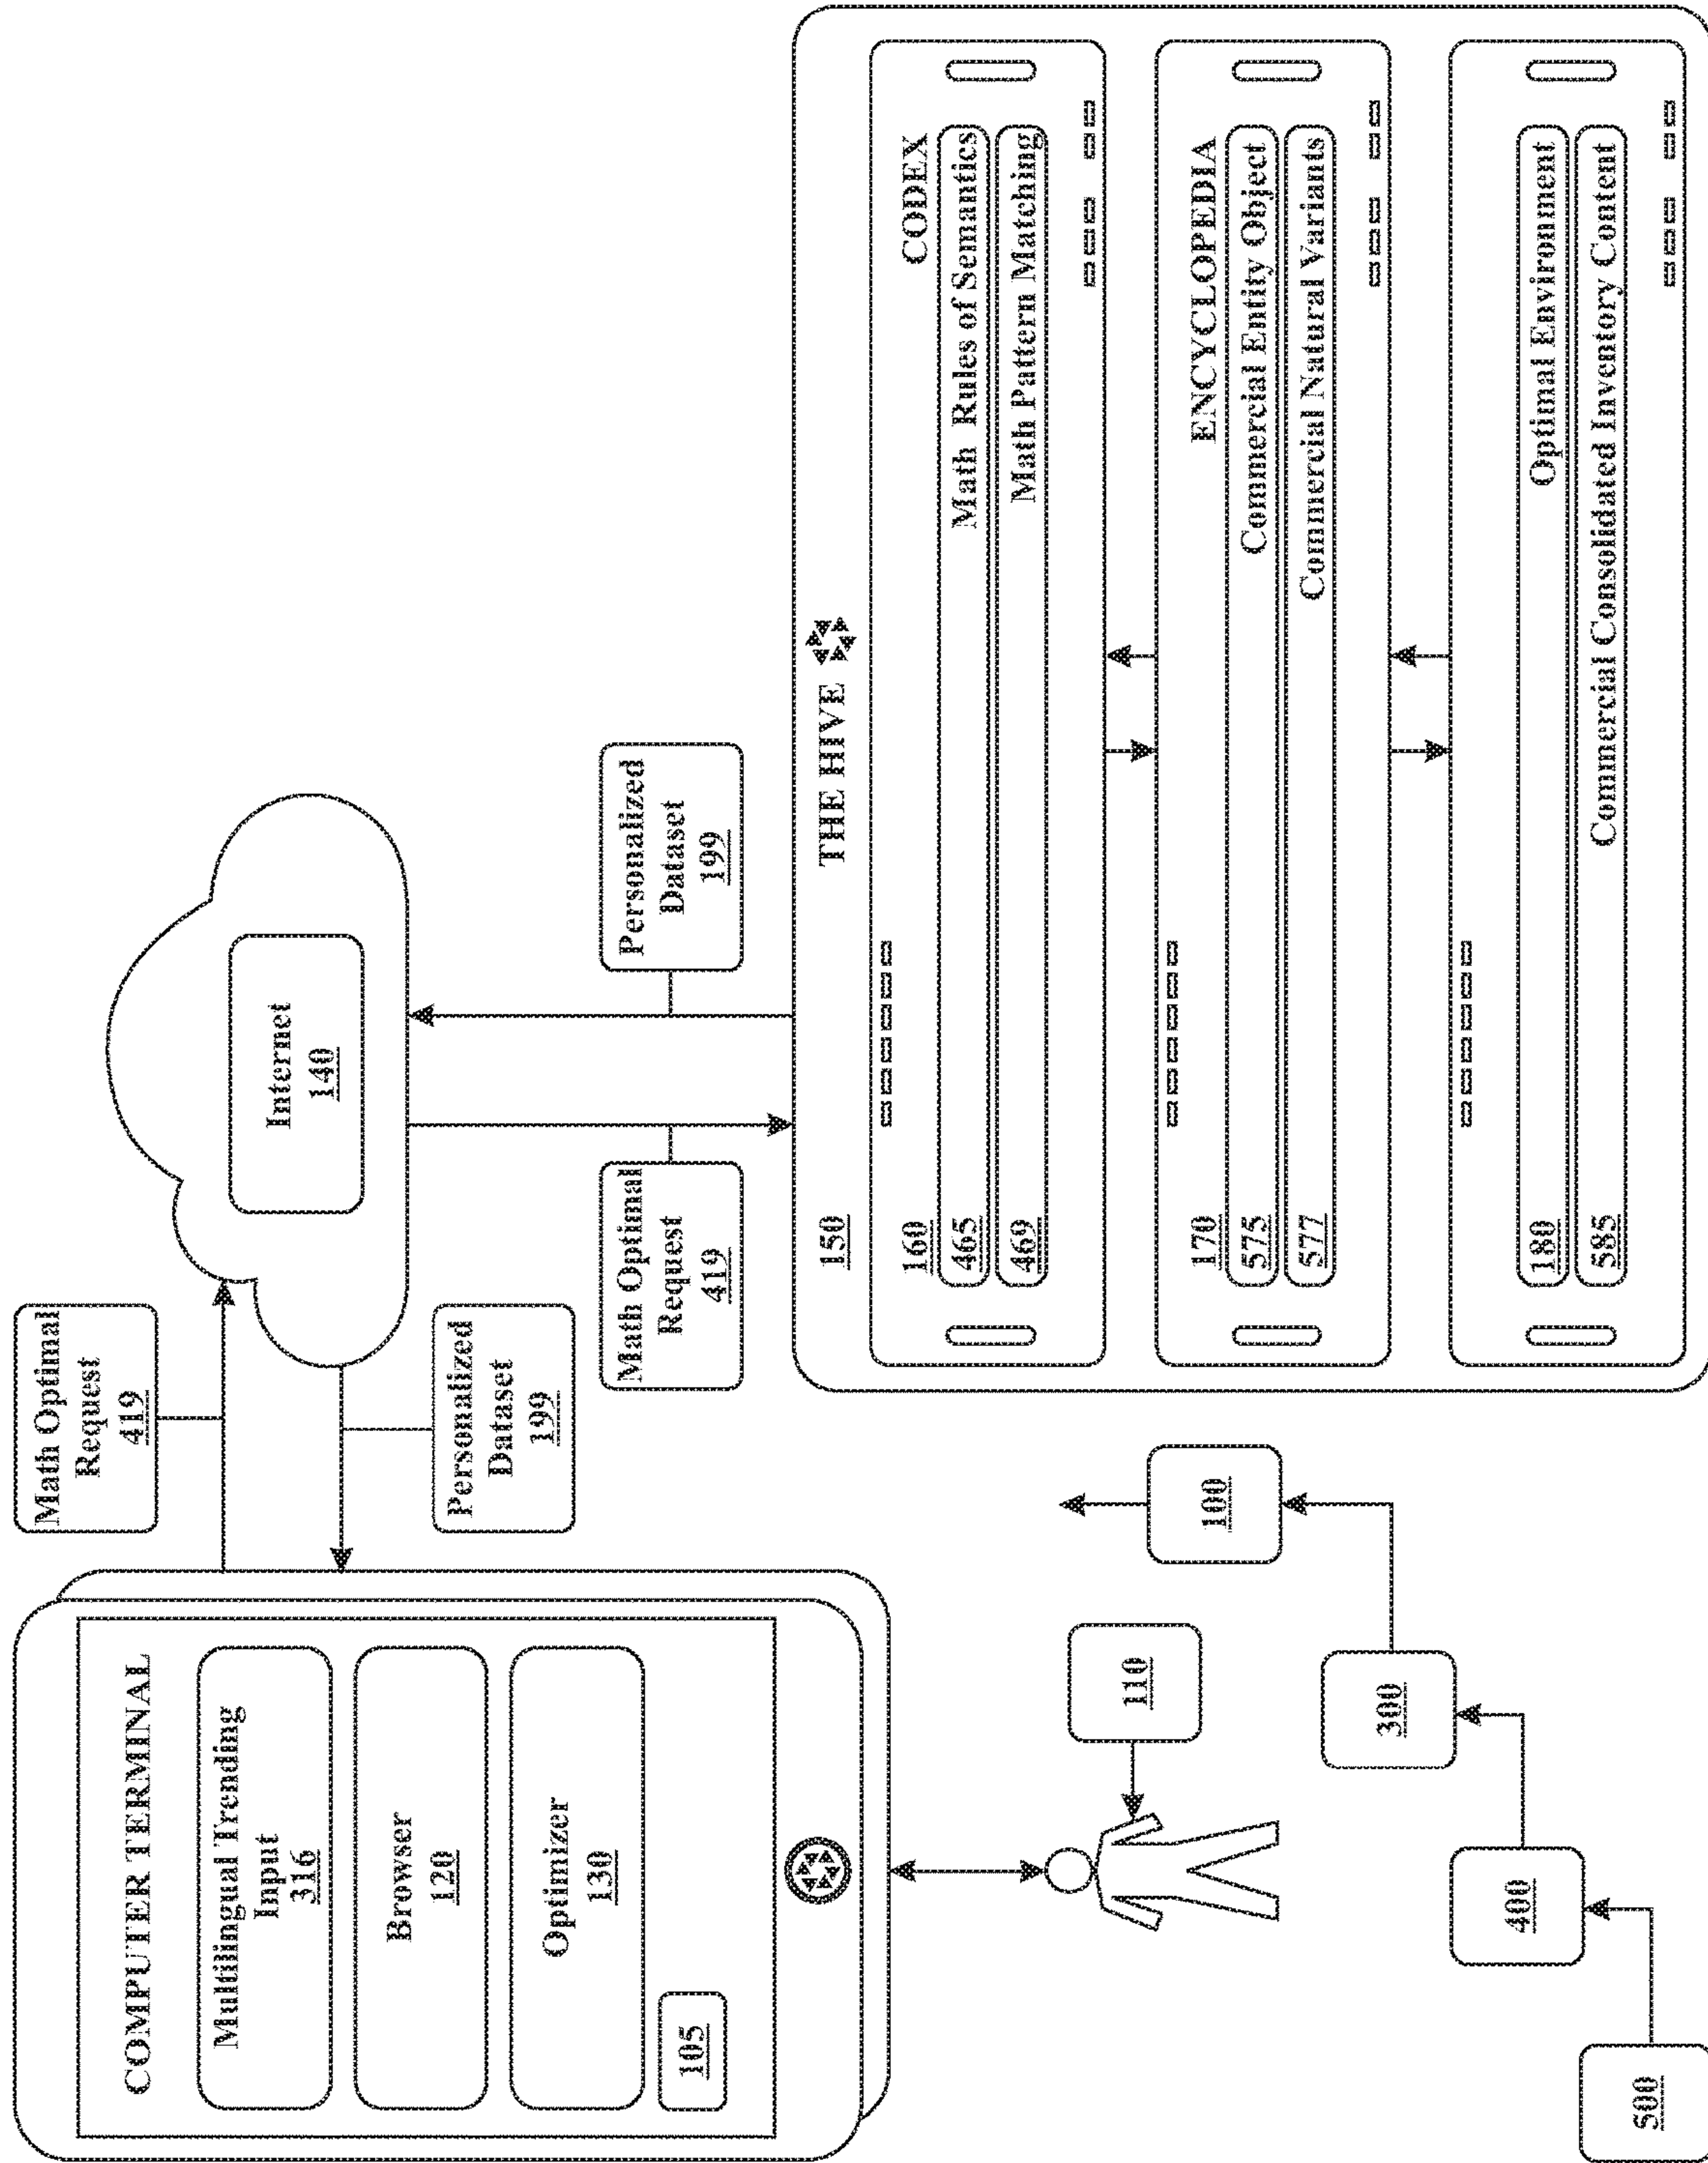 COMPUTER TERMINAL
Multilingual Trending
Input
316
Browser
120
Optimizer
130
105
Math Optimal
Request
419
Personalized
Dataset
199
Internet
140
Math Optimal
Request
419
Personalized
Dataset
199
110
500
400
300
100
150 THE HIVE
160 CODEX
465 Math Rules of Semantics
469 Math Pattern Matching
170 ENCYCLOPEDIA
575 Commercial Entity Object
577 Commercial Natural Variants
180 Optimal Environment
585 Commercial Consolidated Inventory Content